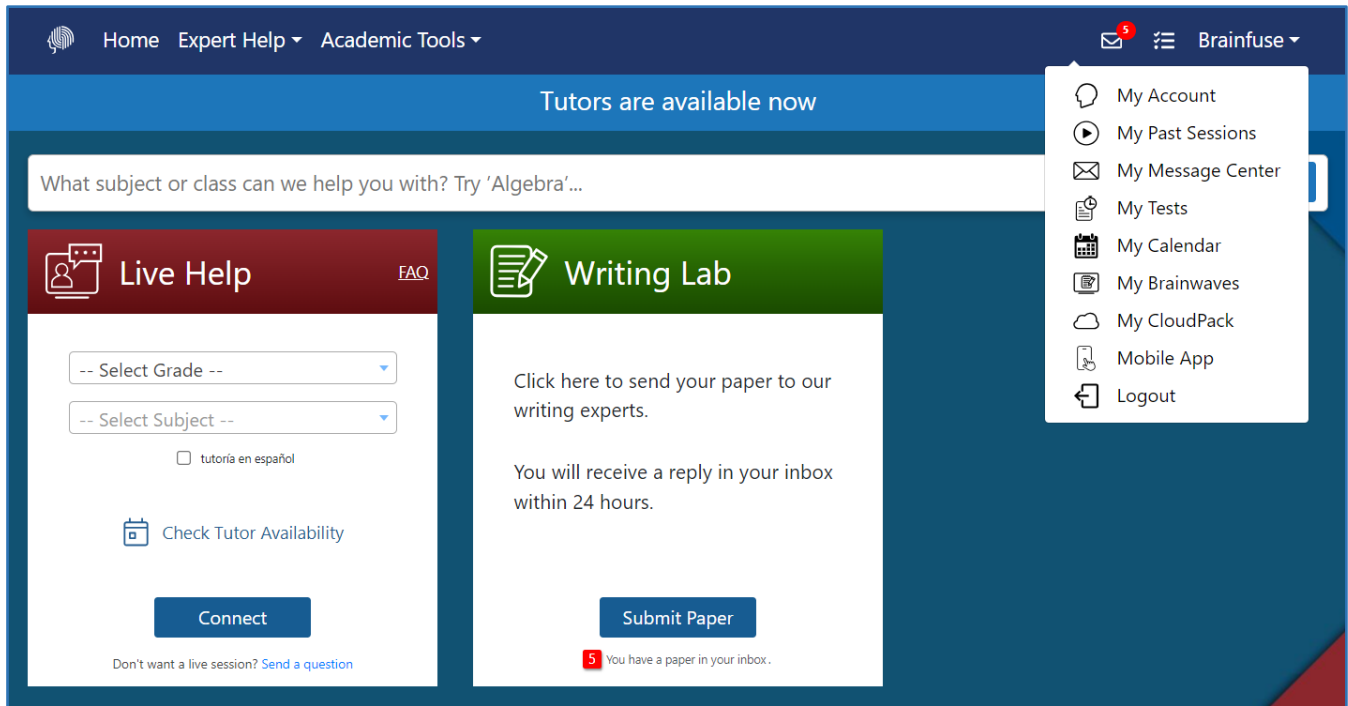 Home Expert Help Academic Tools 5 Brainfuse
Tutors are available now
What subject or class can we help you with? Try 'Algebra'...
My Account
My Past Sessions
My Message Center
My Tests
My Calendar
My Brainwaves
My CloudPack
Mobile App
Logout
Live Help FAQ
-- Select Grade --
-- Select Subject --
tutoría en español
Check Tutor Availability
Connect
Don't want a live session? Send a question
Writing Lab
Click here to send your paper to our
writing experts.
You will receive a reply in your inbox
within 24 hours.
Submit Paper
5 You have a paper in your inbox.